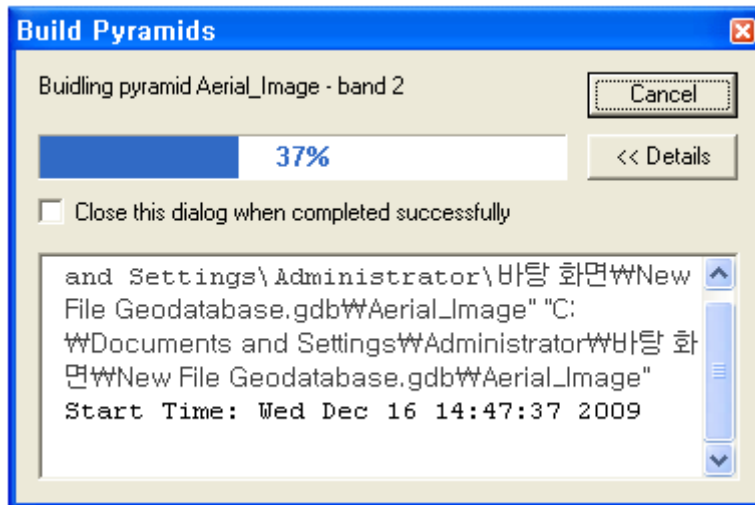 Build Pyramids
Buidling pyramid Aerial_Image - band 2
Cancel
37%
<< Details
Close this dialog when completed successfully
and Settings\Administrator\바탕 화면₩New
File Geodatabase.gdb₩Aerial_Image" "C:
₩Documents and Settings₩Administrator₩바탕 화
면₩New File Geodatabase.gdb₩Aerial_Image"
Start Time: Wed Dec 16 14:47:37 2009